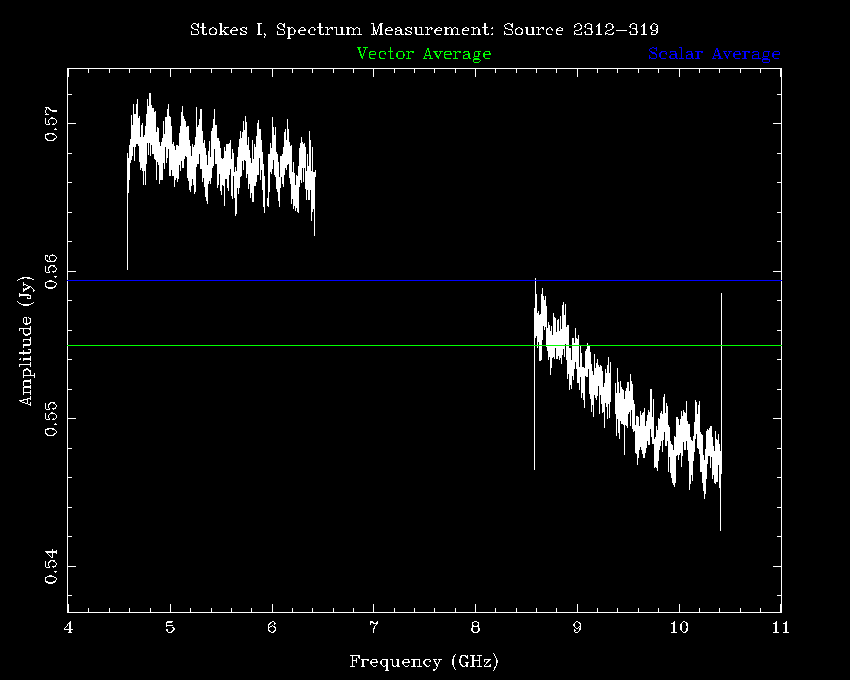 Stokes I, Spectrum Measurement: Source 2312-319
Vector Average Scalar Average
0.57
0.56
0.55
0.54
Amplitude (Jy)
4 5 6 7 8 9 10 11
Frequency (GHz)